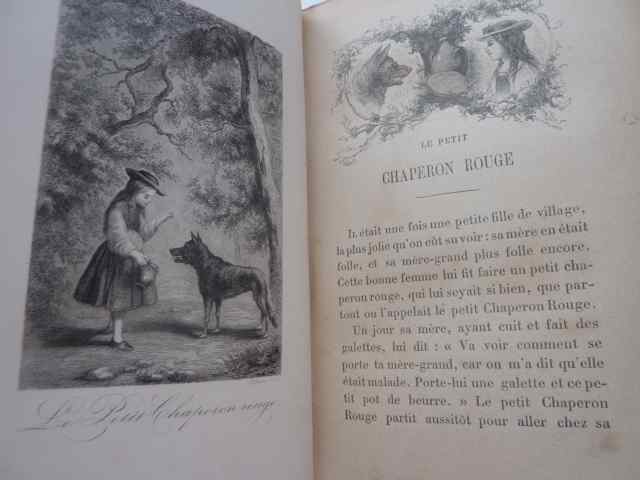 Le Petit Chaperon rouge
LE PETIT
CHAPERON ROUGE
Il était une fois une petite fille de village,
la plus jolie qu'on eût su voir : sa mère en était
folle, et sa mère-grand plus folle encore.
Cette bonne femme lui fit faire un petit cha-
peron rouge, qui lui seyait si bien, que par-
tout on l'appelait le petit Chaperon Rouge.
Un jour sa mère, ayant cuit et fait des
galettes, lui dit : « Va voir comment se
porte ta mère-grand, car on m'a dit qu'elle
était malade. Porte-lui une galette et ce pe-
tit pot de beurre. » Le petit Chaperon
Rouge partit aussitôt pour aller chez sa